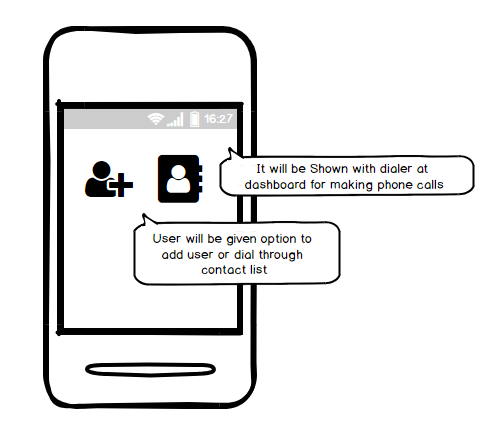 16:27
It will be Shown with dialer at
dashboard for making phone calls
User will be given option to
add user or dial through
contact list